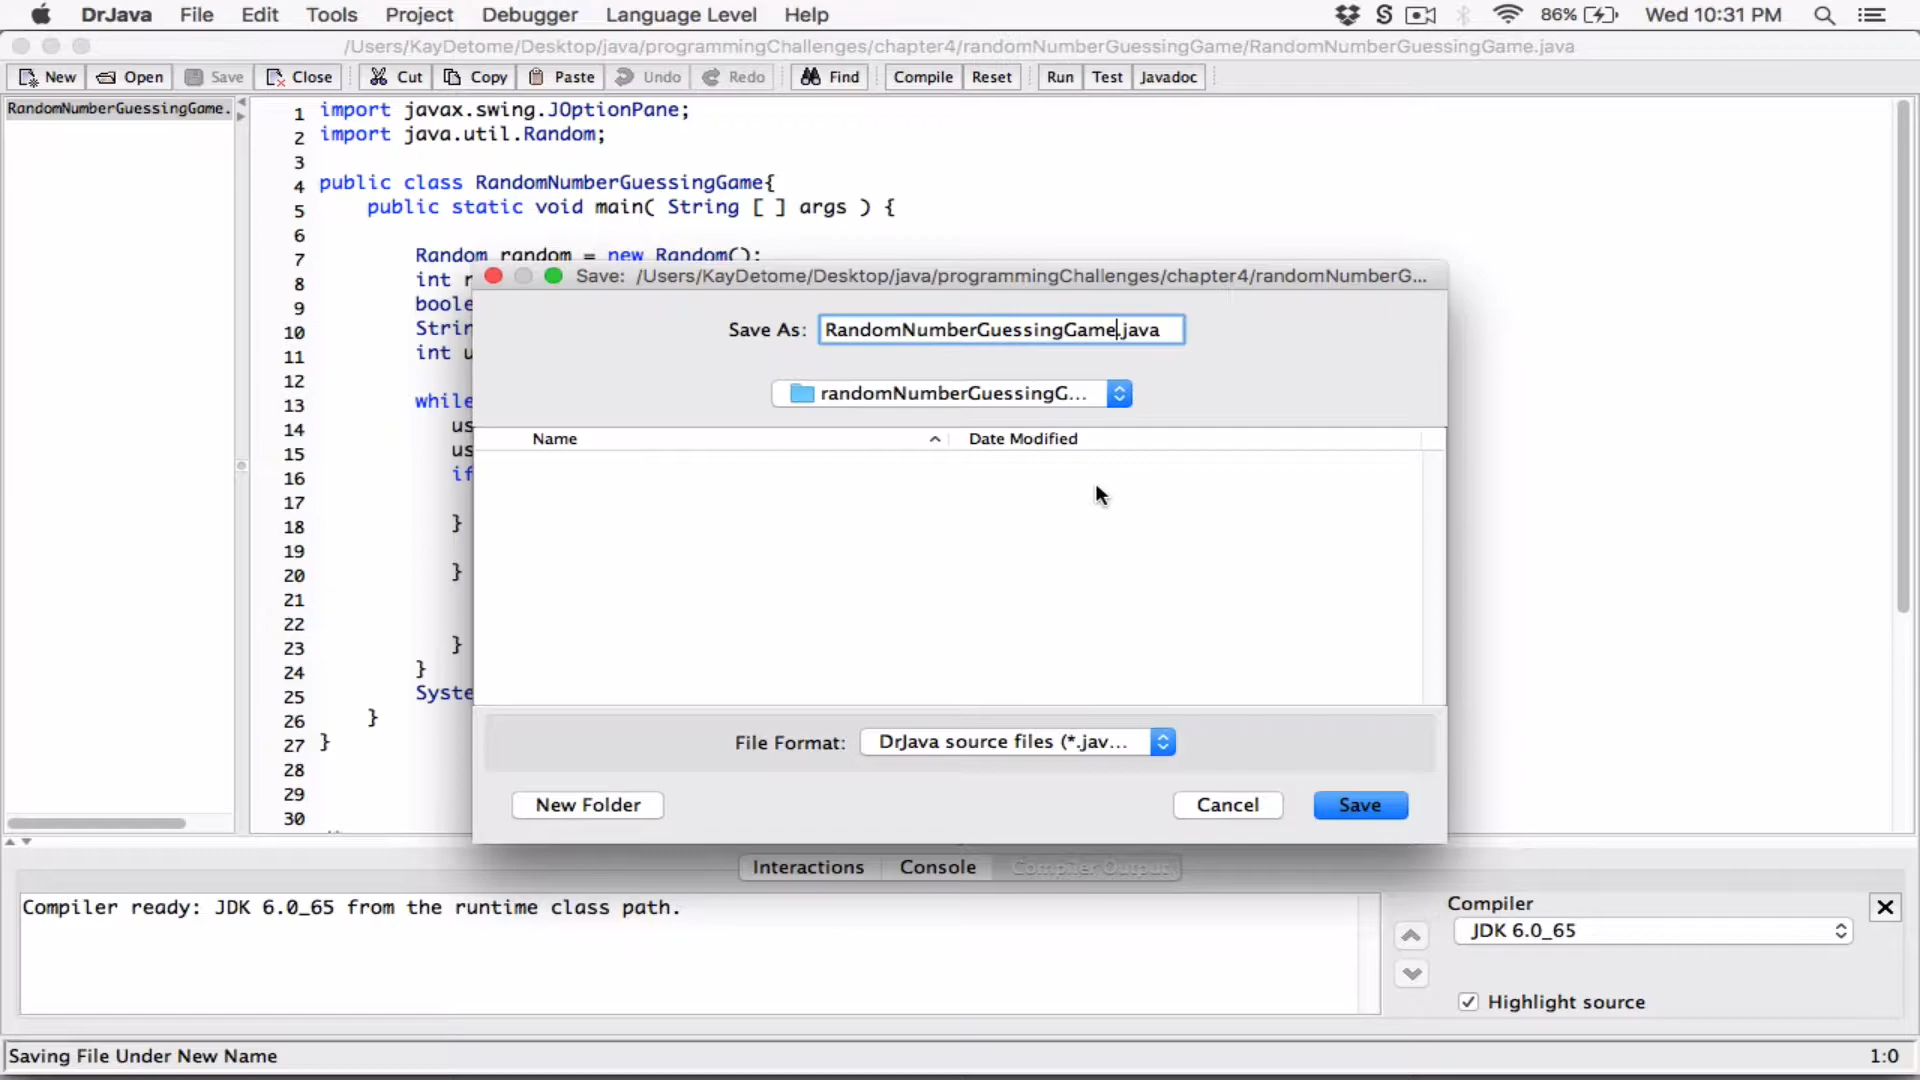 DrJava File Edit Tools Project Debugger Language Level Help 86% Wed 10:31 PM
/Users/KayDetome/Desktop/java/programmingChallenges/chapter4/randomNumberGuessingGame/RandomNumberGuessingGame.java
New Open Save Close Cut Copy Paste Undo Redo Find Compile Reset Run Test Javadoc
RandomNumberGuessingGame.
1 import javax.swing.JOptionPane;
2 import java.util.Random;
3
4 public class RandomNumberGuessingGame{
5 public static void main( String [ ] args ) {
6
7 Random random = new Random();
8 int r
9 boole
10 Strin
11 int u
12
13 while
14 us
15 us
16 if
17
18 }
19
20 }
21
22
23 }
24 }
25 Syste
26 }
27 }
28
29
30
Save: /Users/KayDetome/Desktop/java/programmingChallenges/chapter4/randomNumberG...
Save As: RandomNumberGuessingGame.java
randomNumberGuessingG...
Name Date Modified
File Format: DrJava source files (*.jav...
New Folder Cancel Save
Interactions Console Compiler Output
Compiler ready: JDK 6.0_65 from the runtime class path.
Compiler
JDK 6.0_65
Highlight source
Saving File Under New Name 1:0